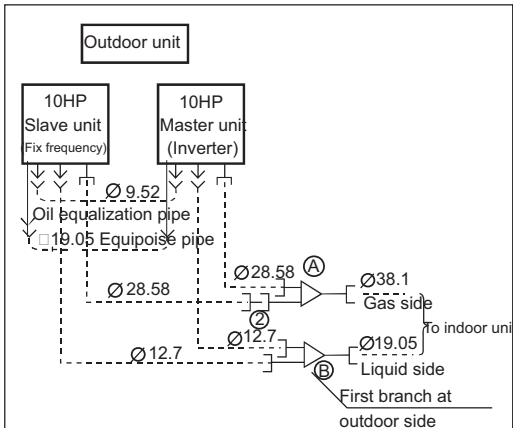 Outdoor unit
10HP
Slave unit
(Fix frequency)
10HP
Master unit
(Inverter)
Ø 9.52
Oil equalization pipe
□19.05 Equipoise pipe
Ø28.58
A
Ø38.1
Gas side
Ø28.58
2
Ø12.7
To indoor unit
Ø19.05
Ø12.7
B
Liquid side
First branch at
outdoor side